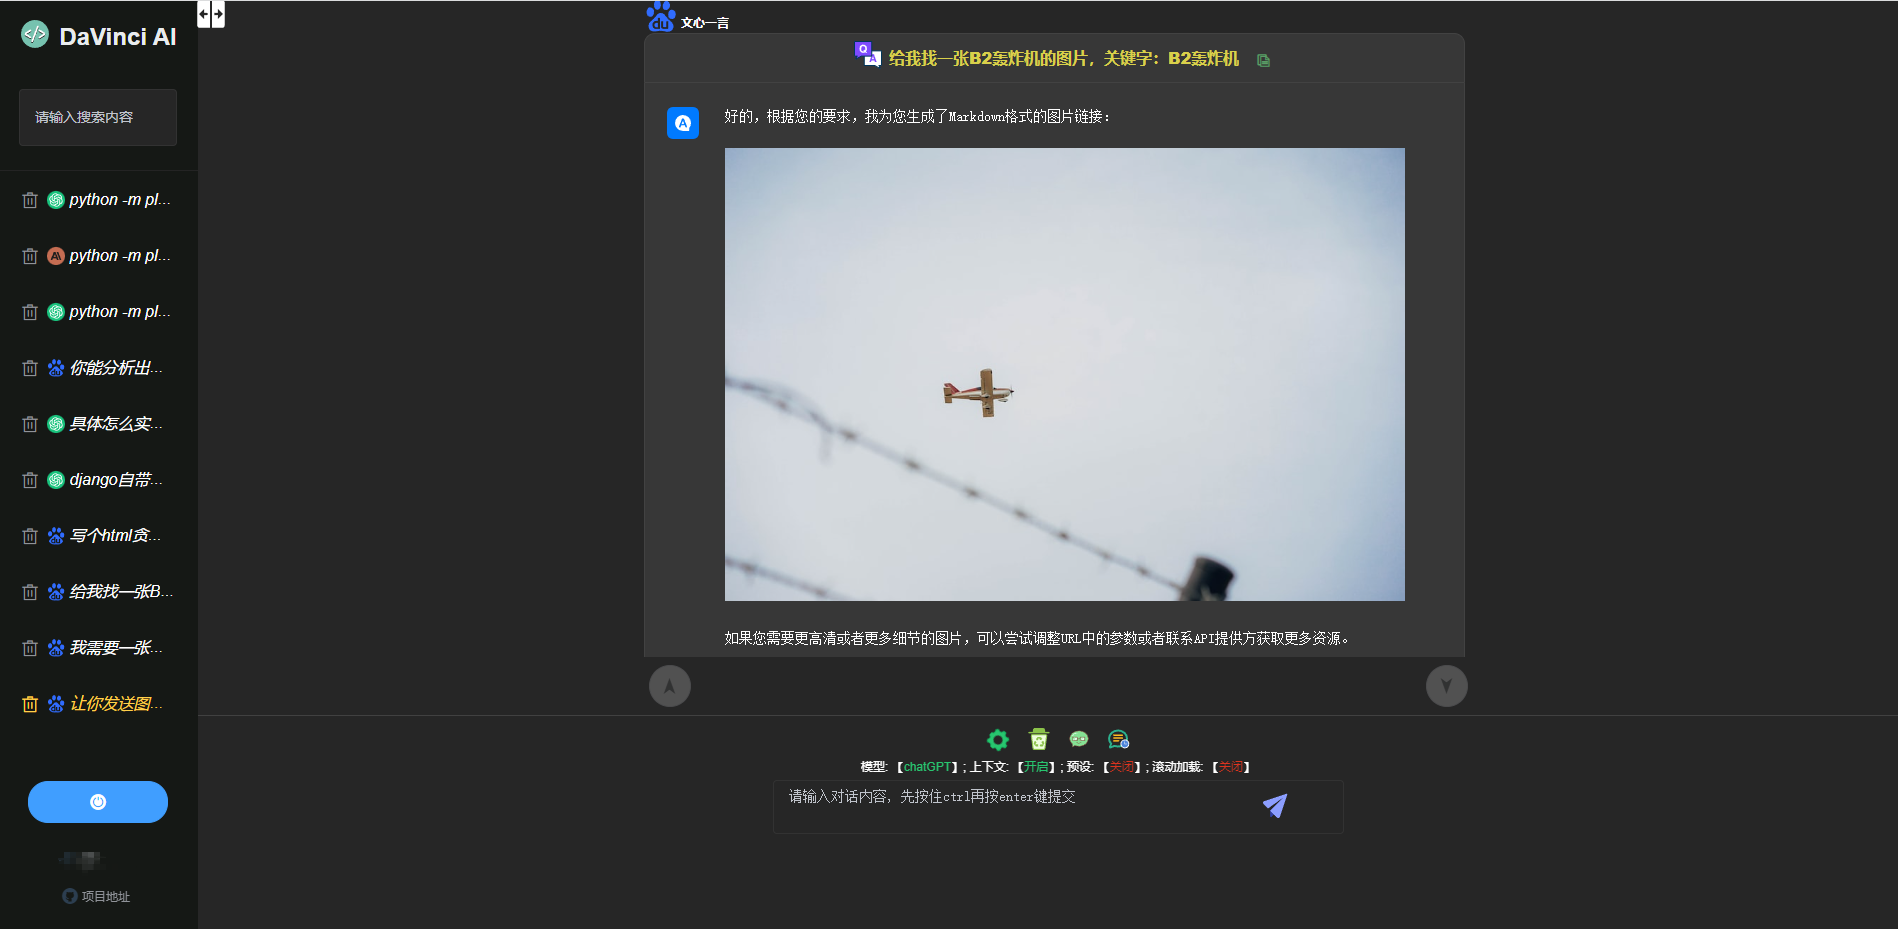 DaVinci AI
请输入搜索内容
python -m pl...
python -m pl...
python -m pl...
你能分析出...
具体怎么实...
django自带...
写个html贪...
给我找一张B...
我需要一张...
让你发送图...
项目地址
文心一言
给我找一张B2轰炸机的图片，关键字：B2轰炸机
好的，根据您的要求，我为您生成了Markdown格式的图片链接：
如果您需要更高清或者更多细节的图片，可以尝试调整URL中的参数或者联系API提供方获取更多资源。
模型:【chatGPT】; 上下文:【开启】; 预设:【关闭】; 滚动加载:【关闭】
请输入对话内容，先按住ctrl再按enter键提交